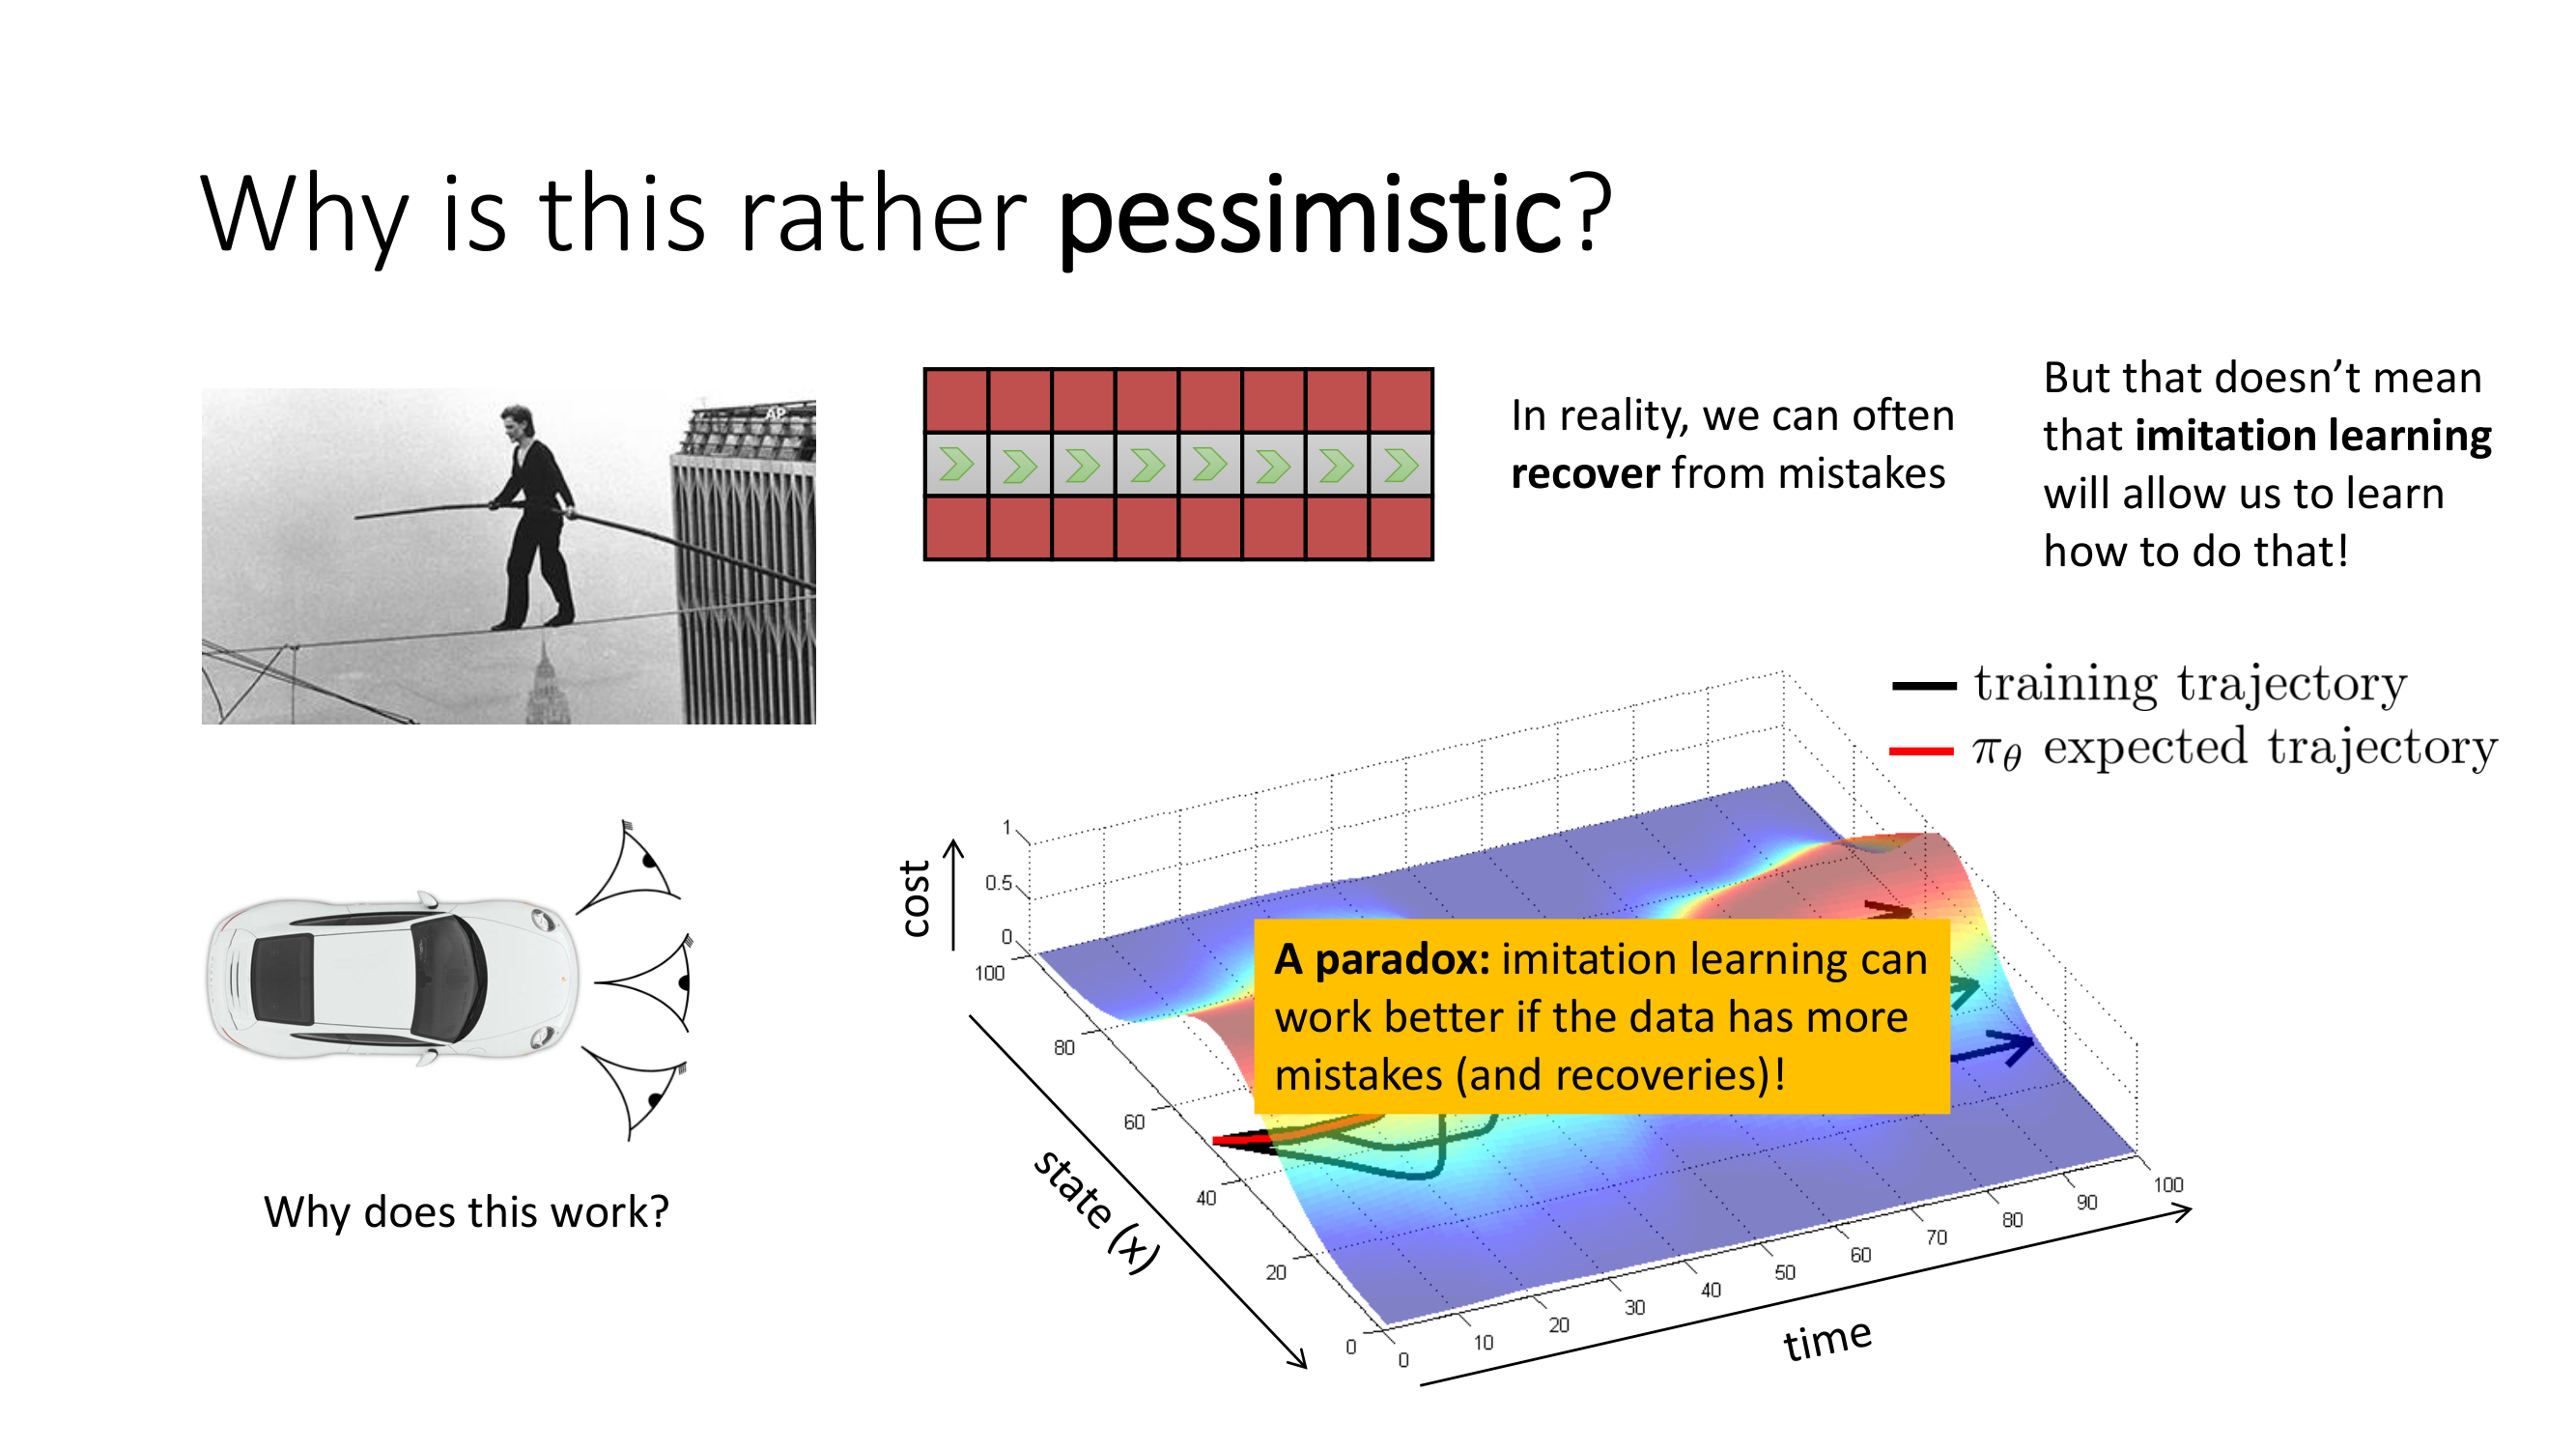 Why is this rather pessimistic?
AP
In reality, we can often
recover from mistakes
But that doesn’t mean
that imitation learning
will allow us to learn
how to do that!
training trajectory
πθ expected trajectory
Why does this work?
cost
1
0.5
0
100
80
60
40
20
0
state (x)
A paradox: imitation learning can
work better if the data has more
mistakes (and recoveries)!
0
10
20
30
40
50
60
70
80
90
100
time